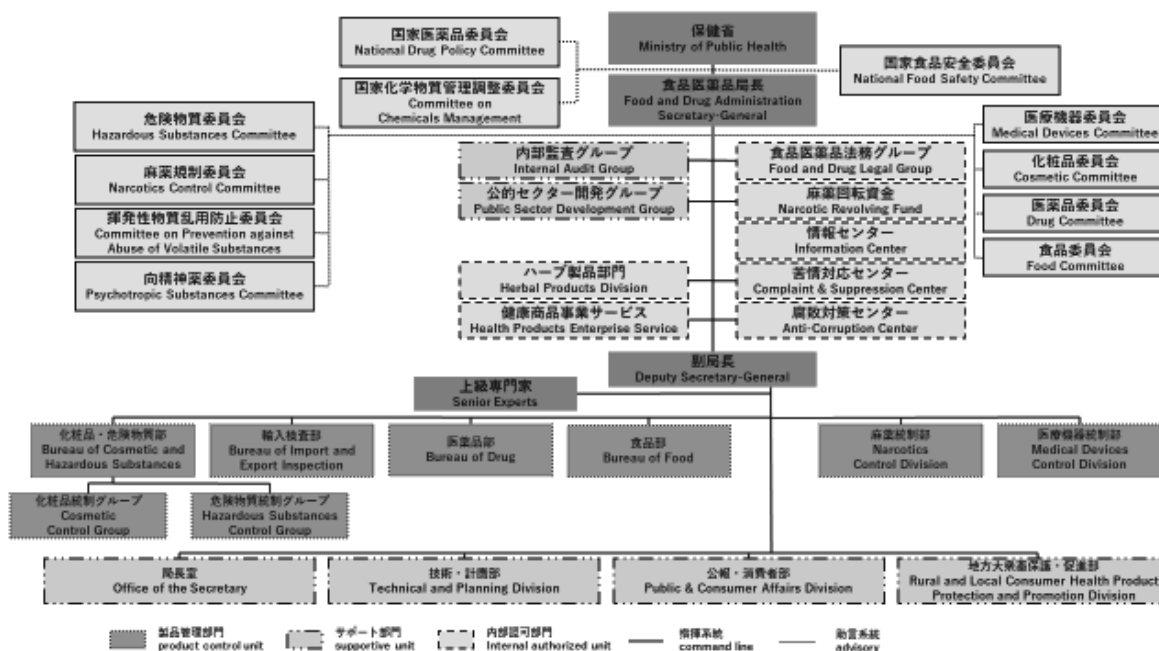 保健省
Ministry of Public Health
国家医薬品委員会
National Drug Policy Committee
国家食品安全委員会
National Food Safety Committee
国家化学物質管理調整委員会
Committee on
Chemicals Management
食品医薬品局長
Food and Drug Administration
Secretary-General
危険物質委員会
Hazardous Substances Committee
麻薬規制委員会
Narcotics Control Committee
揮発性物質乱用防止委員会
Committee on Prevention against
Abuse of Volatile Substances
向精神薬委員会
Psychotropic Substances Committee
医療機器委員会
Medical Devices Committee
化粧品委員会
Cosmetic Committee
医薬品委員会
Drug Committee
食品委員会
Food Committee
内部監査グループ
Internal Audit Group
公的セクター開発グループ
Public Sector Development Group
食品医薬品法務グループ
Food and Drug Legal Group
麻薬回転資金
Narcotic Revolving Fund
情報センター
Information Center
ハーブ製品部門
Herbal Products Division
苦情対応センター
Complaint & Suppression Center
健康商品事業サービス
Health Products Enterprise Service
腐敗対策センター
Anti-Corruption Center
副局長
Deputy Secretary-General
上級専門家
Senior Experts
化粧品・危険物質部
Bureau of Cosmetic and
Hazardous Substances
輸入検査部
Bureau of Import and
Export Inspection
医薬品部
Bureau of Drug
食品部
Bureau of Food
麻薬統制部
Narcotics
Control Division
医療機器統制部
Medical Devices
Control Division
化粧品統制グループ
Cosmetic
Control Group
危険物質統制グループ
Hazardous Substances
Control Group
局長室
Office of the Secretary
技術・計画部
Technical and Planning Division
公報・消費者部
Public & Consumer Affairs Division
Rural and Local Consumer Health Product
Protection and Promotion Division
製品管理部門
product control unit
サポート部門
supportive unit
内部認可部門
Internal authorized unit
指揮系統
command line
助言系統
advisory